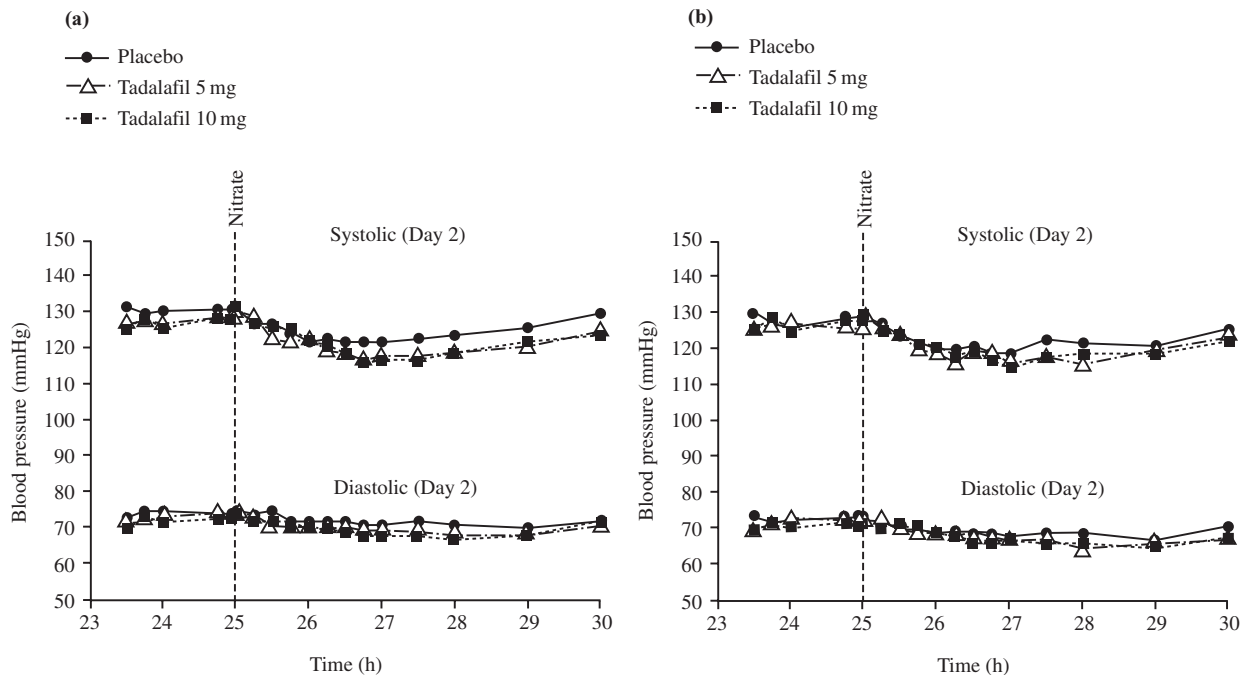 (a)
Placebo
Tadalafil 5 mg
Tadalafil 10 mg
Nitrate
Systolic (Day 2)
150
140
130
120
110
100
90
80
70
60
50
Blood pressure (mmHg)
Diastolic (Day 2)
23 24 25 26 27 28 29 30
Time (h)
(b)
Placebo
Tadalafil 5 mg
Tadalafil 10 mg
Nitrate
Systolic (Day 2)
150
140
130
120
110
100
90
80
70
60
50
Blood pressure (mmHg)
Diastolic (Day 2)
23 24 25 26 27 28 29 30
Time (h)